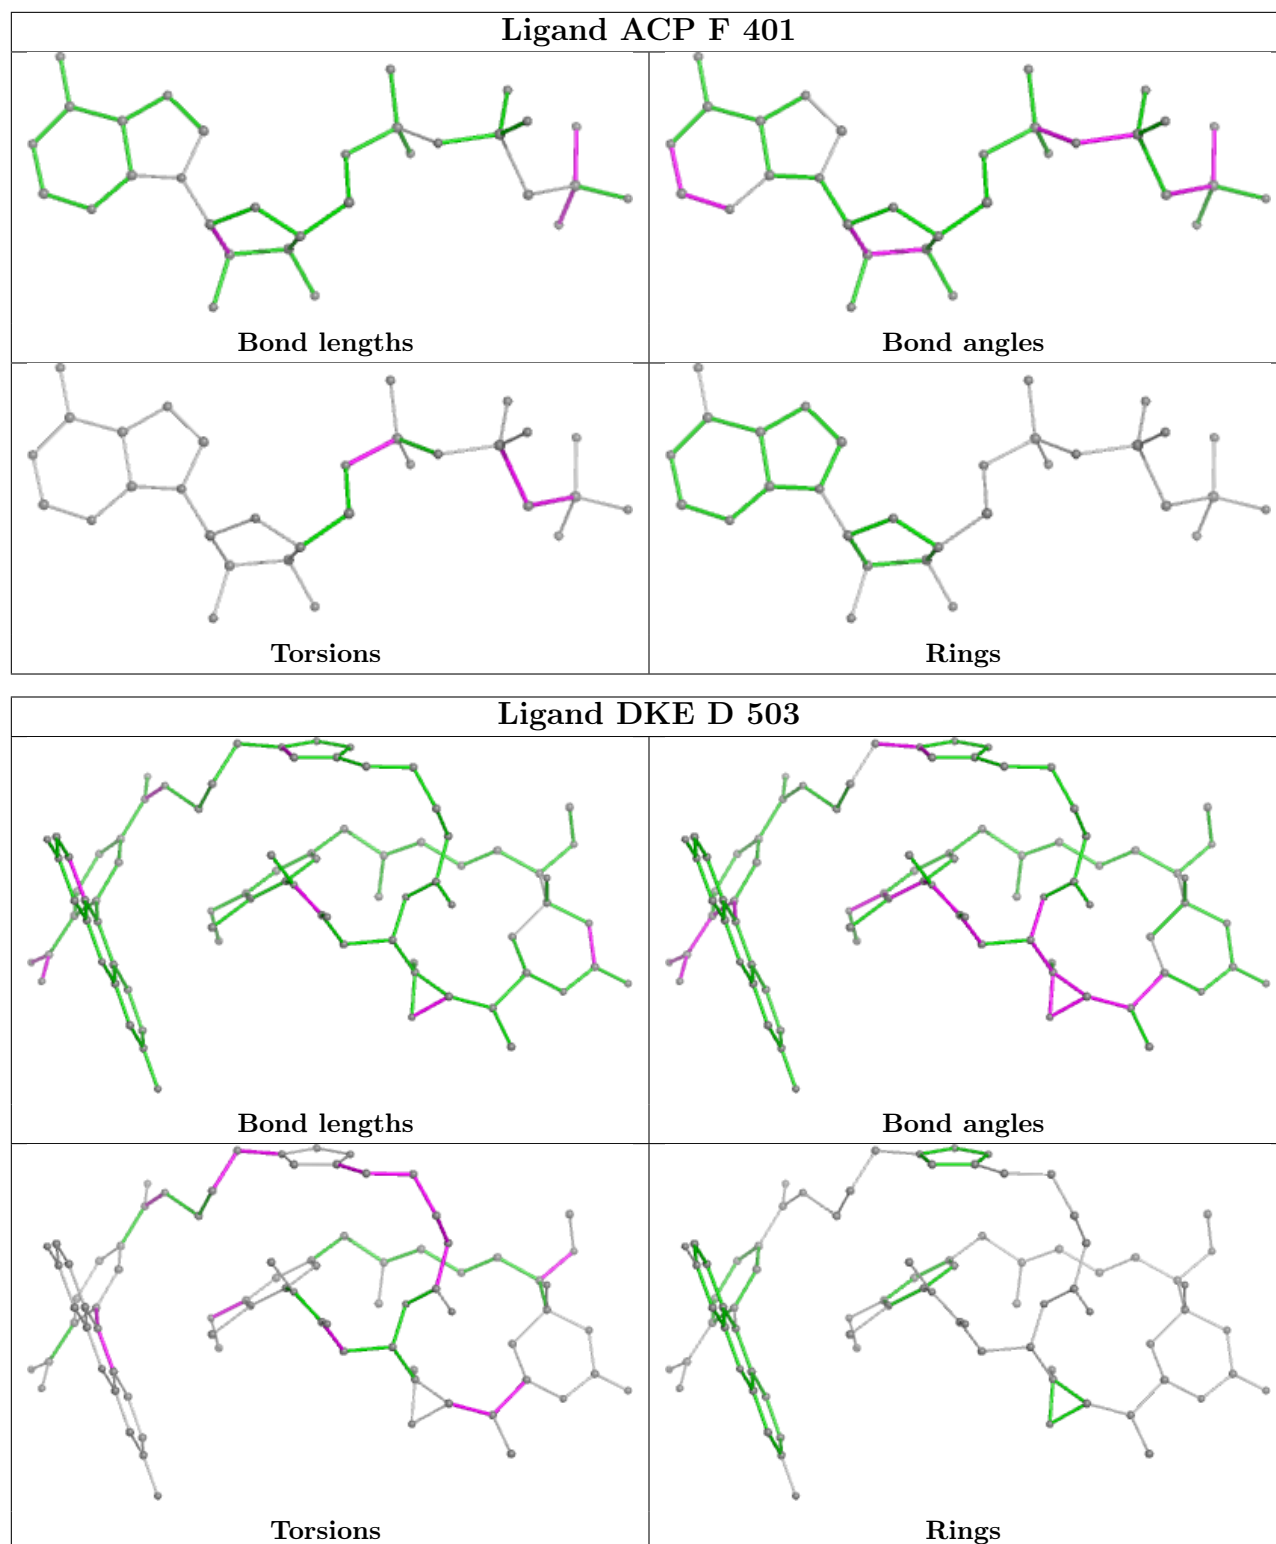 Ligand ACP F 401
Bond lengths
Bond angles
Torsions
Rings
Ligand DKE D 503
Bond lengths
Bond angles
Torsions
Rings